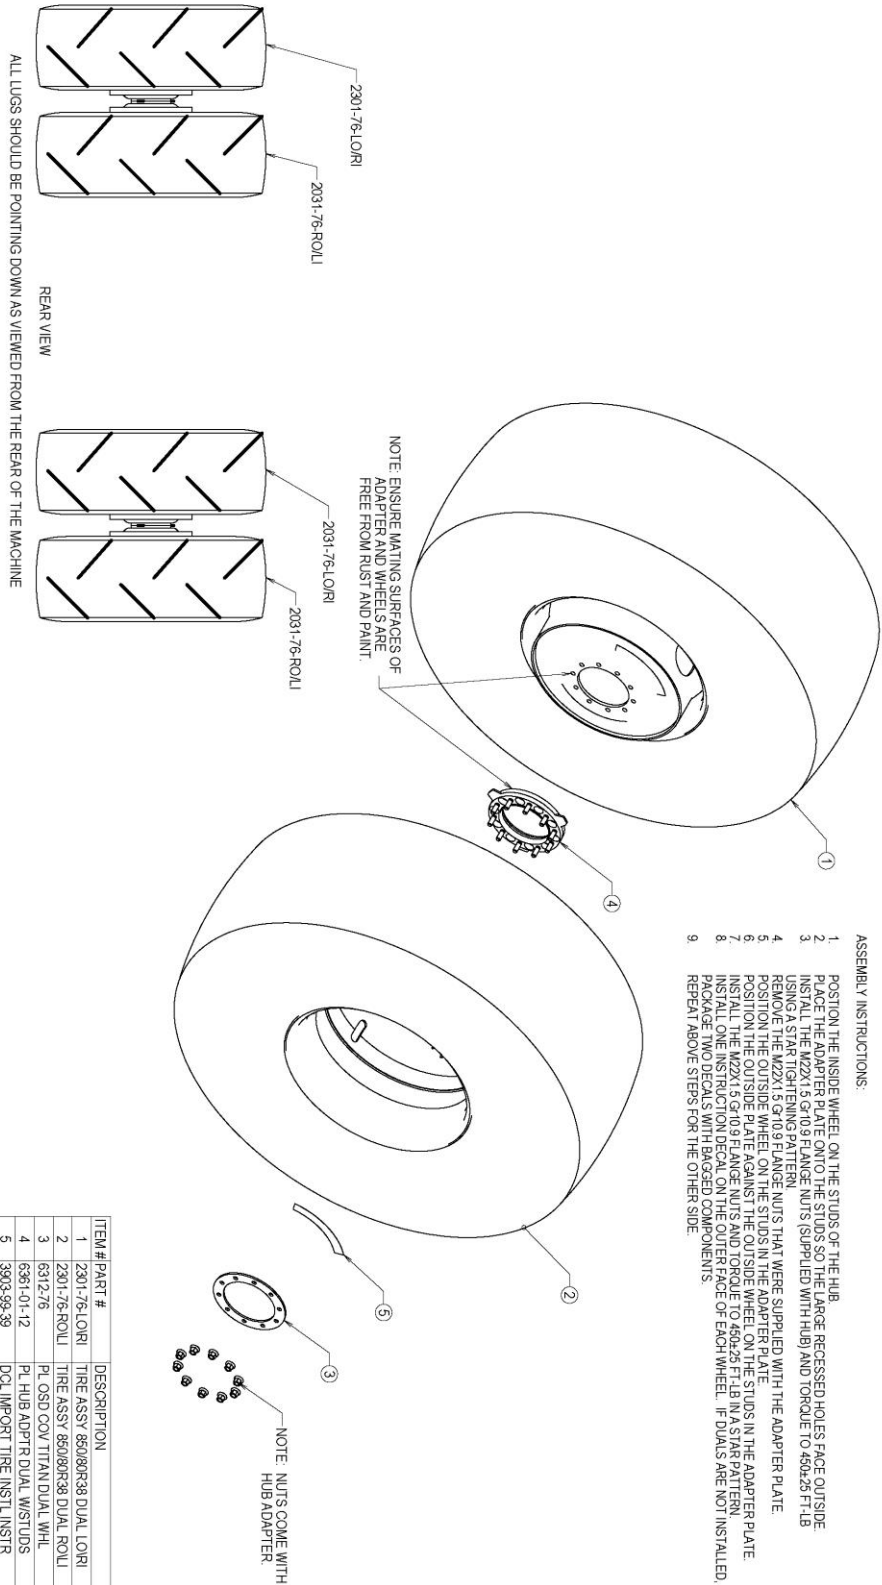 ASSEMBLY INSTRUCTIONS:
1. POSTION THE INSIDE WHEEL ON THE STUDS OF THE HUB.
2. PLACE THE ADAPTER PLATE ONTO THE STUDS SO THE LARGE RECESSED HOLES FACE OUTSIDE.
3. INSTALL THE M22X1.5 Gr10.9 FLANGE NUTS (SUPPLIED WITH HUB) AND TORQUE TO 450±25 FT-LB
USING A STAR TIGHTENING PATTERN.
4. REMOVE THE M22X1.5 Gr10.9 FLANGE NUTS THAT WERE SUPPLIED WITH THE ADAPTER PLATE.
5. POSITION THE OUTSIDE WHEEL ON THE STUDS IN THE ADAPTER PLATE.
6. POSITION THE OUTSIDE PLATE AGAINST THE OUTSIDE WHEEL ON THE STUDS IN THE ADAPTER PLATE.
7. INSTALL THE M22X1.5 Gr10.9 FLANGE NUTS AND TORQUE TO 450±25 FT-LB IN A STAR PATTERN.
8. INSTALL ONE INSTRUCTION DECAL ON THE OUTER FACE OF EACH WHEEL. IF DUALS ARE NOT INSTALLED,
PACKAGE TWO DECALS WITH BAGGED COMPONENTS.
9. REPEAT ABOVE STEPS FOR THE OTHER SIDE.
1
4
2
5
3
NOTE: ENSURE MATING SURFACES OF
ADAPTER AND WHEELS ARE
FREE FROM RUST AND PAINT.
NOTE: NUTS COME WITH
HUB ADAPTER.
2301-76-LO/RI
2031-76-RO/LI
2031-76-LO/RI
2031-76-RO/LI
REAR VIEW
ALL LUGS SHOULD BE POINTING DOWN AS VIEWED FROM THE REAR OF THE MACHINE
ITEM # PART # DESCRIPTION
1 2301-76-LO\RI TIRE ASSY 850/80R38 DUAL LO\RI
2 2301-76-RO\LI TIRE ASSY 850/80R38 DUAL RO\LI
3 6312-76 PL OSD COV TITAN DUAL WHL
4 6361-01-12 PL HUB ADPTR DUAL W/STUDS
5 3903-99-39 DCL IMPORT TIRE INSTL INSTR